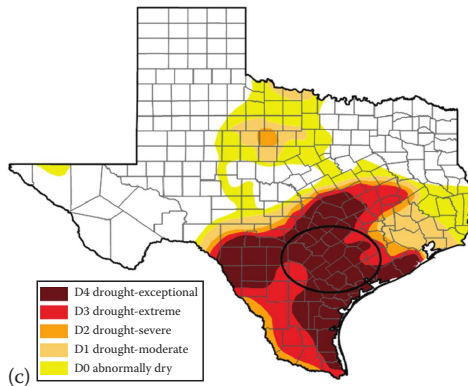 D4 drought-exceptional
D3 drought-extreme
D2 drought-severe
D1 drought-moderate
D0 abnormally dry
(c)